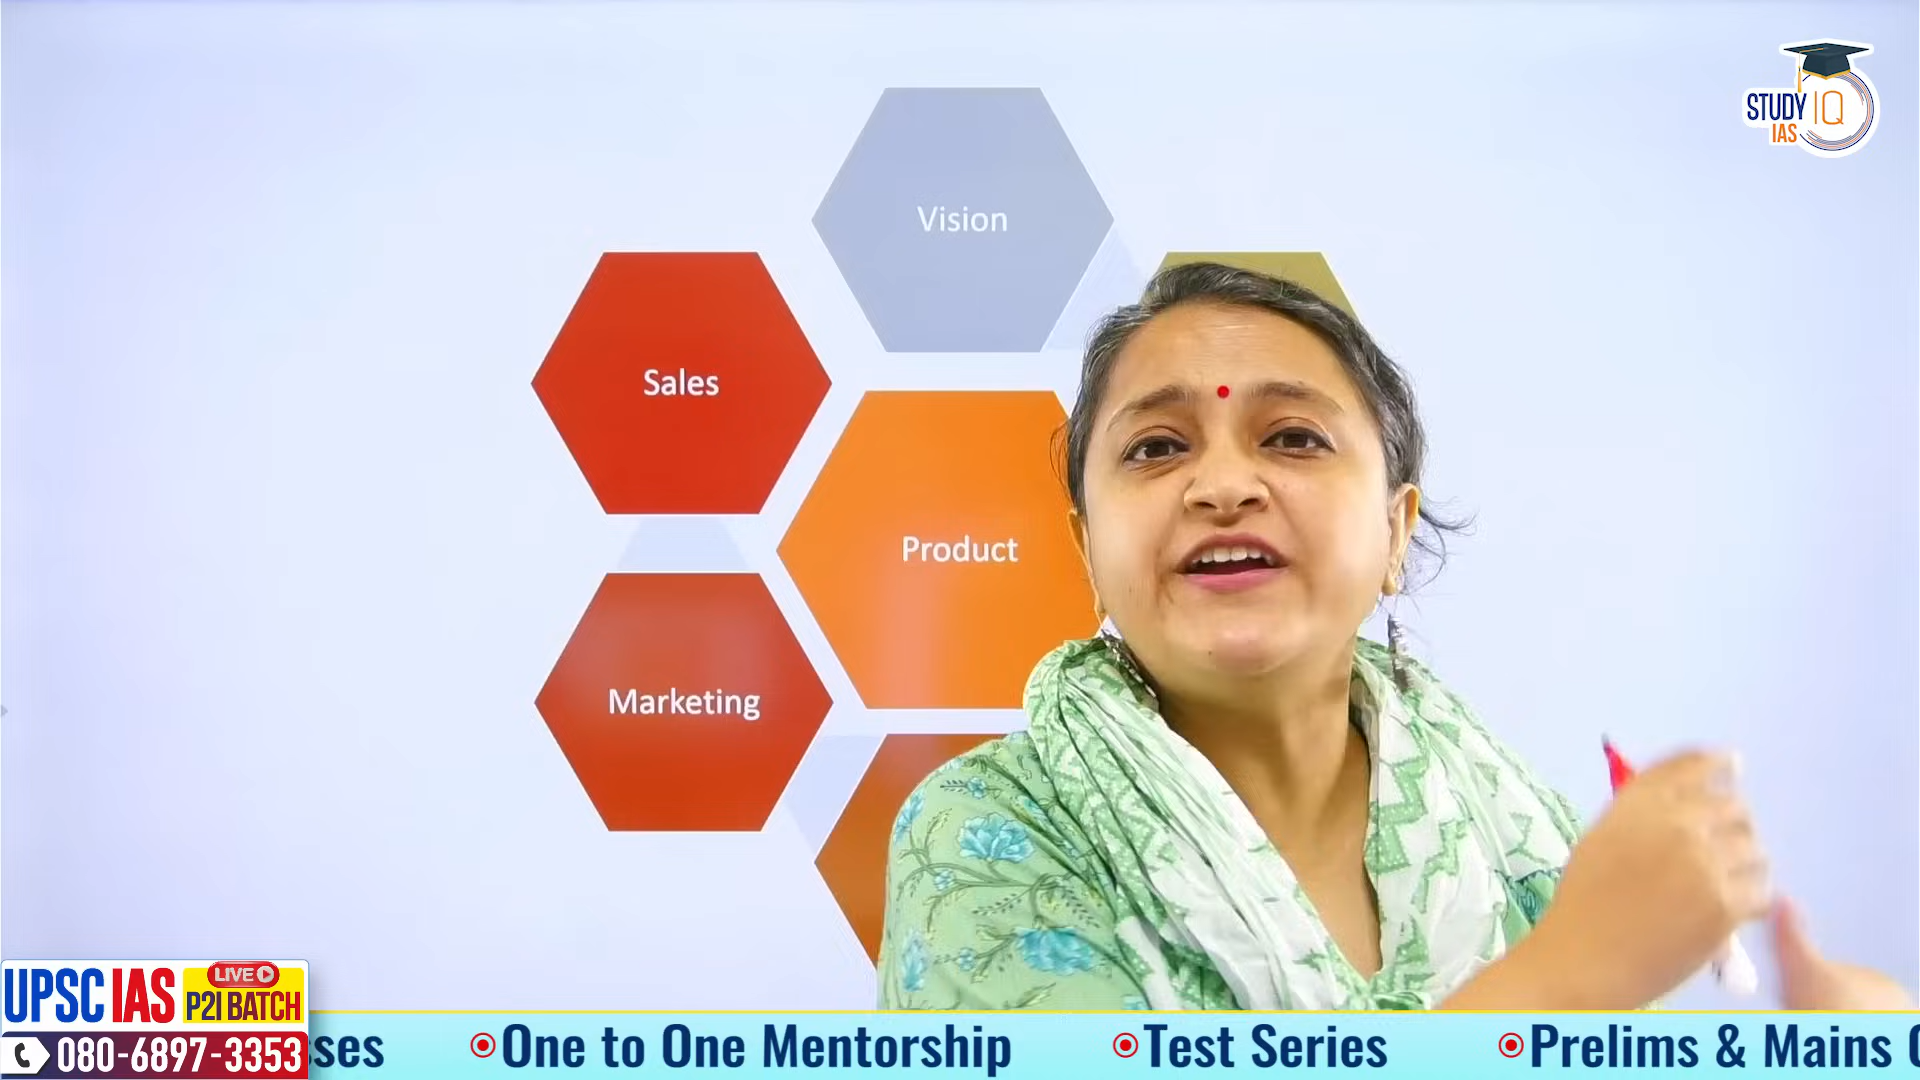 STUDY IQ
IAS
Vision
Sales
Product
Marketing
LIVE
UPSC IAS P2I BATCH
080-6897-3353
sses
One to One Mentorship
Test Series
Prelims & Mains